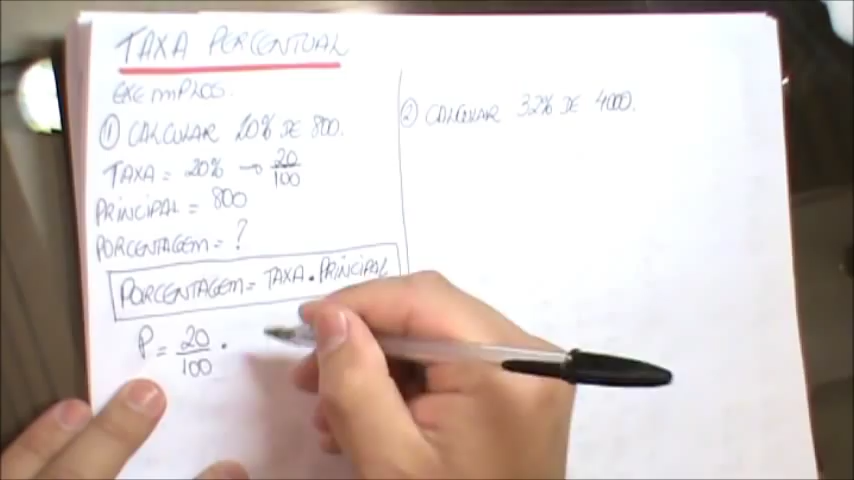 TAXA PERCENTUAL
EXEMPLOS.
① CALCULAR 20% DE 800.
TAXA = 20% → 20/100
PRINCIPAL = 800
PORCENTAGEM = ?
PORCENTAGEM = TAXA . PRINCIPAL
P = 20/100 .
② CALCULAR 32% DE 4000.